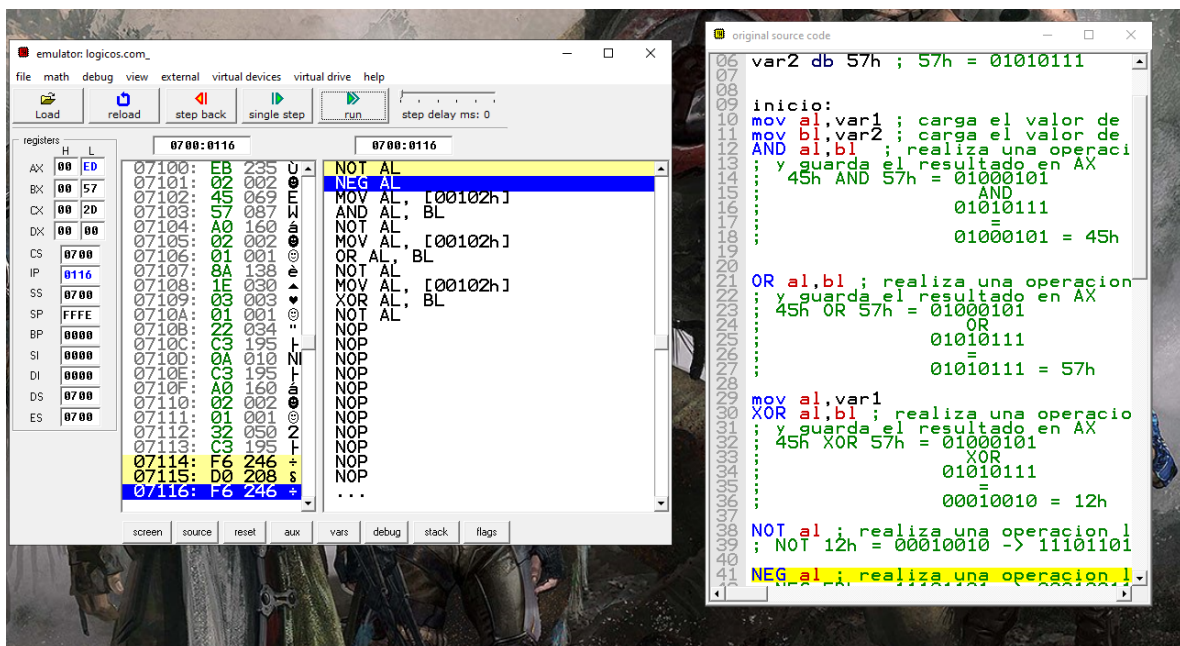 emulator: logicos.com_
file math debug view external virtual devices virtual drive help
Load reload step back single step run step delay ms: 0
registers
H L
0700:0116
0700:0116
AX 00 ED
BX 00 57
CX 00 2D
DX 00 00
CS 0700
IP 0116
SS 0700
SP FFFE
BP 0000
SI 0000
DI 0000
DS 0700
ES 0700
07100: EB 235 Ù
07101: 02 002 ☻
07102: 45 069 E
07103: 57 087 W
07104: A0 160 á
07105: 02 002 ☻
07106: 01 001 ☺
07107: 8A 138 è
07108: 1E 030 ▲
07109: 03 003 ♥
0710A: 01 001 ☺
0710B: 22 034 "
0710C: C3 195 ├
0710D: 0A 010 NI
0710E: C3 195 ├
0710F: A0 160 á
07110: 02 002 ☻
07111: 01 001 ☺
07112: 32 050 2
07113: C3 195 ├
07114: F6 246 ÷
07115: D0 208 š
07116: F6 246 ÷
NOT AL
NEG AL
MOV AL, [00102h]
AND AL, BL
NOT AL
MOV AL, [00102h]
OR AL, BL
NOT AL
MOV AL, [00102h]
XOR AL, BL
NOT AL
NOP
NOP
NOP
NOP
NOP
NOP
NOP
NOP
NOP
NOP
NOP
...
screen source reset aux vars debug stack flags
original source code
06 var2 db 57h ; 57h = 01010111
07
08
09 inicio:
10 mov al,var1 ; carga el valor de
11 mov bl,var2 ; carga el valor de
12 AND al,bl ; realiza una operaci
13 ; y guarda el resultado en AX
14 ; 45h AND 57h = 01000101
15 ; AND
16 ; 01010111
17 ; =
18 ; 01000101 = 45h
19
20
21 OR al,bl ; realiza una operacion
22 ; y guarda el resultado en AX
23 ; 45h OR 57h = 01000101
24 ; OR
25 ; 01010111
26 ; =
27 ; 01010111 = 57h
28
29 mov al,var1
30 XOR al,bl ; realiza una operacio
31 ; y guarda el resultado en AX
32 ; 45h XOR 57h = 01000101
33 ; XOR
34 ; 01010111
35 ; =
36 ; 00010010 = 12h
37
38 NOT al ; realiza una operacion l
39 ; NOT 12h = 00010010 -> 11101101
40
41 NEG al ; realiza una operacion l